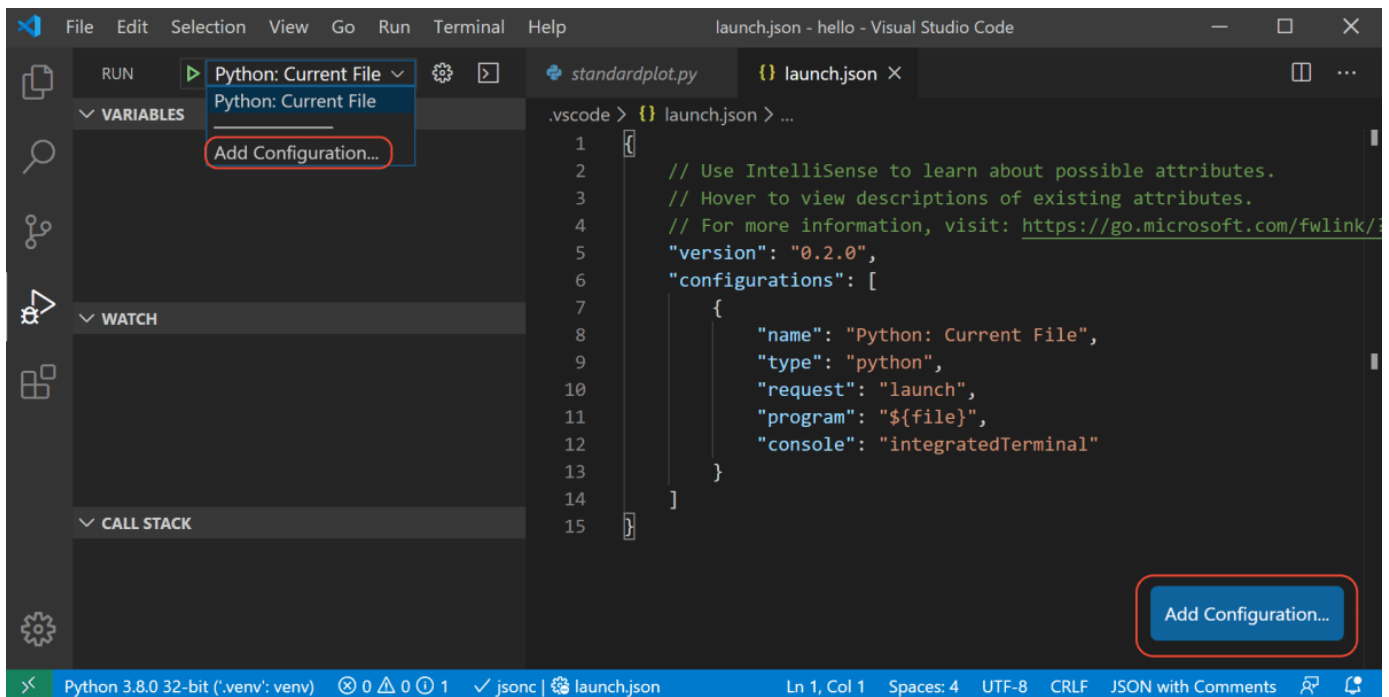 File Edit Selection View Go Run Terminal Help launch.json - hello - Visual Studio Code
RUN Python: Current File
Python: Current File
Add Configuration...
VARIABLES
WATCH
CALL STACK
standardplot.py {} launch.json
.vscode > {} launch.json > ...
1 {
2 // Use IntelliSense to learn about possible attributes.
3 // Hover to view descriptions of existing attributes.
4 // For more information, visit: https://go.microsoft.com/fwlink/?
5 "version": "0.2.0",
6 "configurations": [
7 {
8 "name": "Python: Current File",
9 "type": "python",
10 "request": "launch",
11 "program": "${file}",
12 "console": "integratedTerminal"
13 }
14 ]
15 }
Add Configuration...
Python 3.8.0 32-bit ('.venv': venv) 0 0 1 jsonc | launch.json Ln 1, Col 1 Spaces: 4 UTF-8 CRLF JSON with Comments